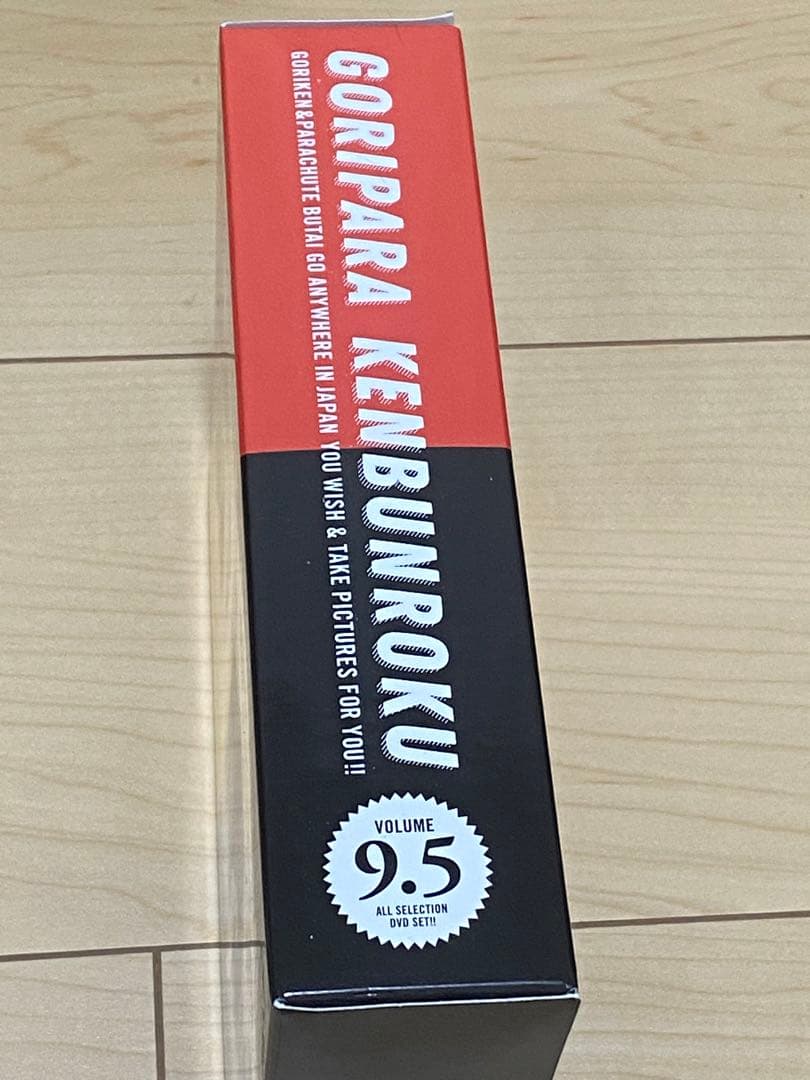 GORIPARA KENBUNROKU
GORIKEN&PARACHUTE BUTAI GO ANYWHERE IN JAPAN YOU WISH & TAKE PICTURES FOR YOU!!
VOLUME
9.5
ALL SELECTION
DVD SET!!